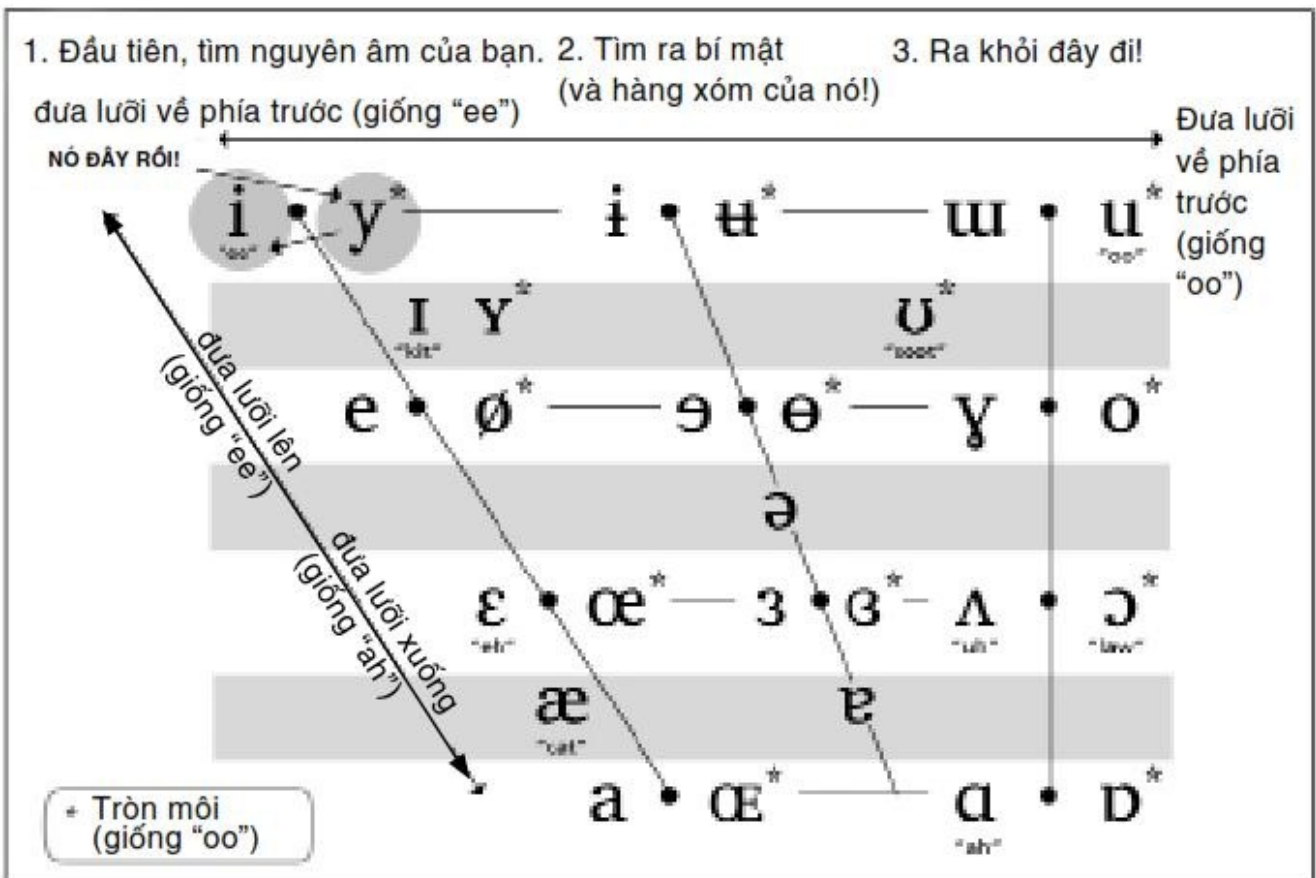 1. Đầu tiên, tìm nguyên âm của bạn.
2. Tìm ra bí mật
(và hàng xóm của nó!)
3. Ra khỏi đây đi!
đưa lưỡi về phía trước (giống “ee”)
Đưa lưỡi
về phía
trước
(giống
“oo”)
NÓ ĐÂY RỒI!
i • y* ɨ • ʉ* ɯ • u*
"ee" "oo"
ɪ ʏ* ʊ*
"kit" "soot"
e • ø* ɘ • ɵ* ɤ • o*
ə
ɛ • œ* ɜ • ɞ* ʌ • ɔ*
"eh" "uh" "law"
æ ɐ
"cat"
a • ɶ* ɑ • ɒ*
"ah"
đưa lưỡi lên
(giống “ee”)
đưa lưỡi xuống
(giống “ah”)
* Tròn môi
(giống “oo”)